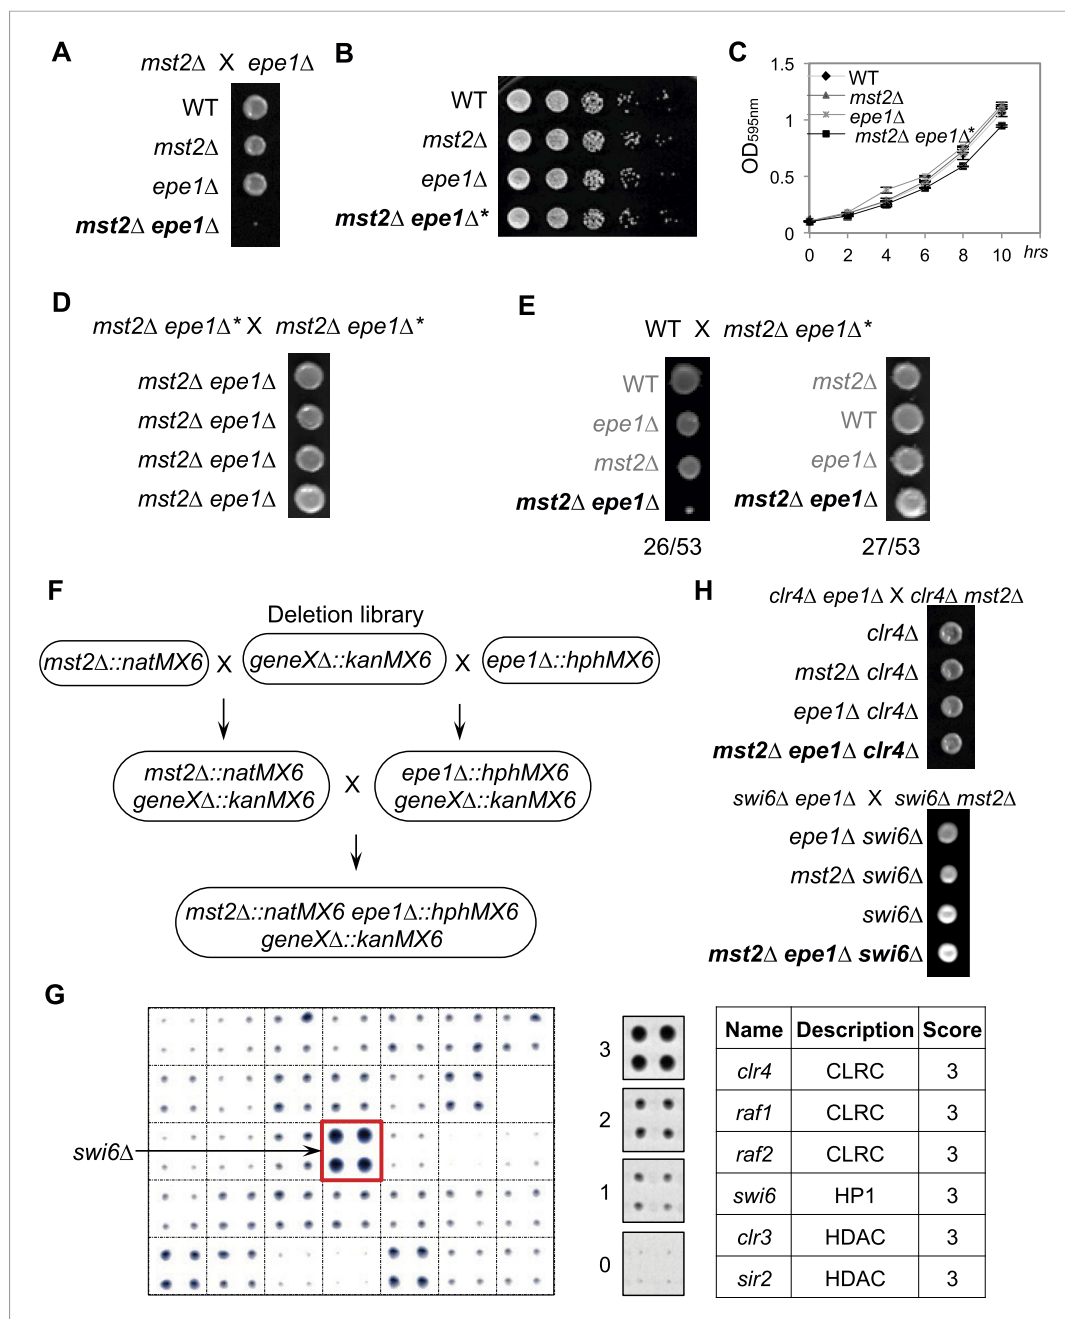 A
mst2Δ X epe1Δ
WT
mst2Δ
epe1Δ
mst2Δ epe1Δ
B
WT
mst2Δ
epe1Δ
mst2Δ epe1Δ*
C
OD595nm
1.5
1
0.5
0
WT
mst2Δ
epe1Δ
mst2Δ epe1Δ*
0 2 4 6 8 10 hrs
D
mst2Δ epe1Δ* X mst2Δ epe1Δ*
mst2Δ epe1Δ
mst2Δ epe1Δ
mst2Δ epe1Δ
mst2Δ epe1Δ
E
WT X mst2Δ epe1Δ*
WT
epe1Δ
mst2Δ
mst2Δ epe1Δ
26/53
mst2Δ
WT
epe1Δ
mst2Δ epe1Δ
27/53
F
Deletion library
mst2Δ::natMX6 X geneXΔ::kanMX6 X epe1Δ::hphMX6
mst2Δ::natMX6
geneXΔ::kanMX6
X
epe1Δ::hphMX6
geneXΔ::kanMX6
mst2Δ::natMX6 epe1Δ::hphMX6
geneXΔ::kanMX6
H
clr4Δ epe1Δ X clr4Δ mst2Δ
clr4Δ
mst2Δ clr4Δ
epe1Δ clr4Δ
mst2Δ epe1Δ clr4Δ
swi6Δ epe1Δ X swi6Δ mst2Δ
epe1Δ swi6Δ
mst2Δ swi6Δ
swi6Δ
mst2Δ epe1Δ swi6Δ
G
swi6Δ
3
2
1
0
Name Description Score
clr4 CLRC 3
raf1 CLRC 3
raf2 CLRC 3
swi6 HP1 3
clr3 HDAC 3
sir2 HDAC 3